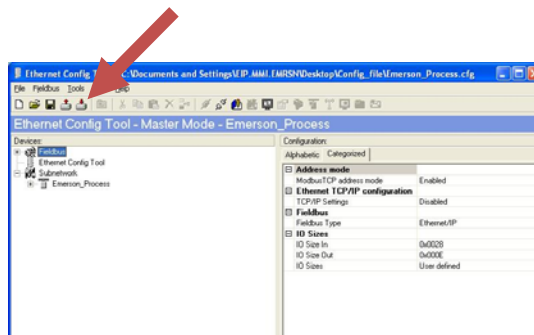 Ethernet Config T C:\Documents and Settings\EIP.MMI.EMRSN\Desktop\Config_file\Emerson_Process.cfg
File Fieldbus Tools Help
Ethernet Config Tool - Master Mode - Emerson_Process
Devices:
Fieldbus
Ethernet Config Tool
Subnetwork
Emerson_Process
Configuration:
Alphabetic Categorized
Address mode
ModbusTCP address mode Enabled
Ethernet TCP/IP configuration
TCP/IP Settings Disabled
Fieldbus
Fieldbus Type Ethernet/IP
IO Sizes
IO Size In 0x0028
IO Size Out 0x000E
IO Sizes User defined